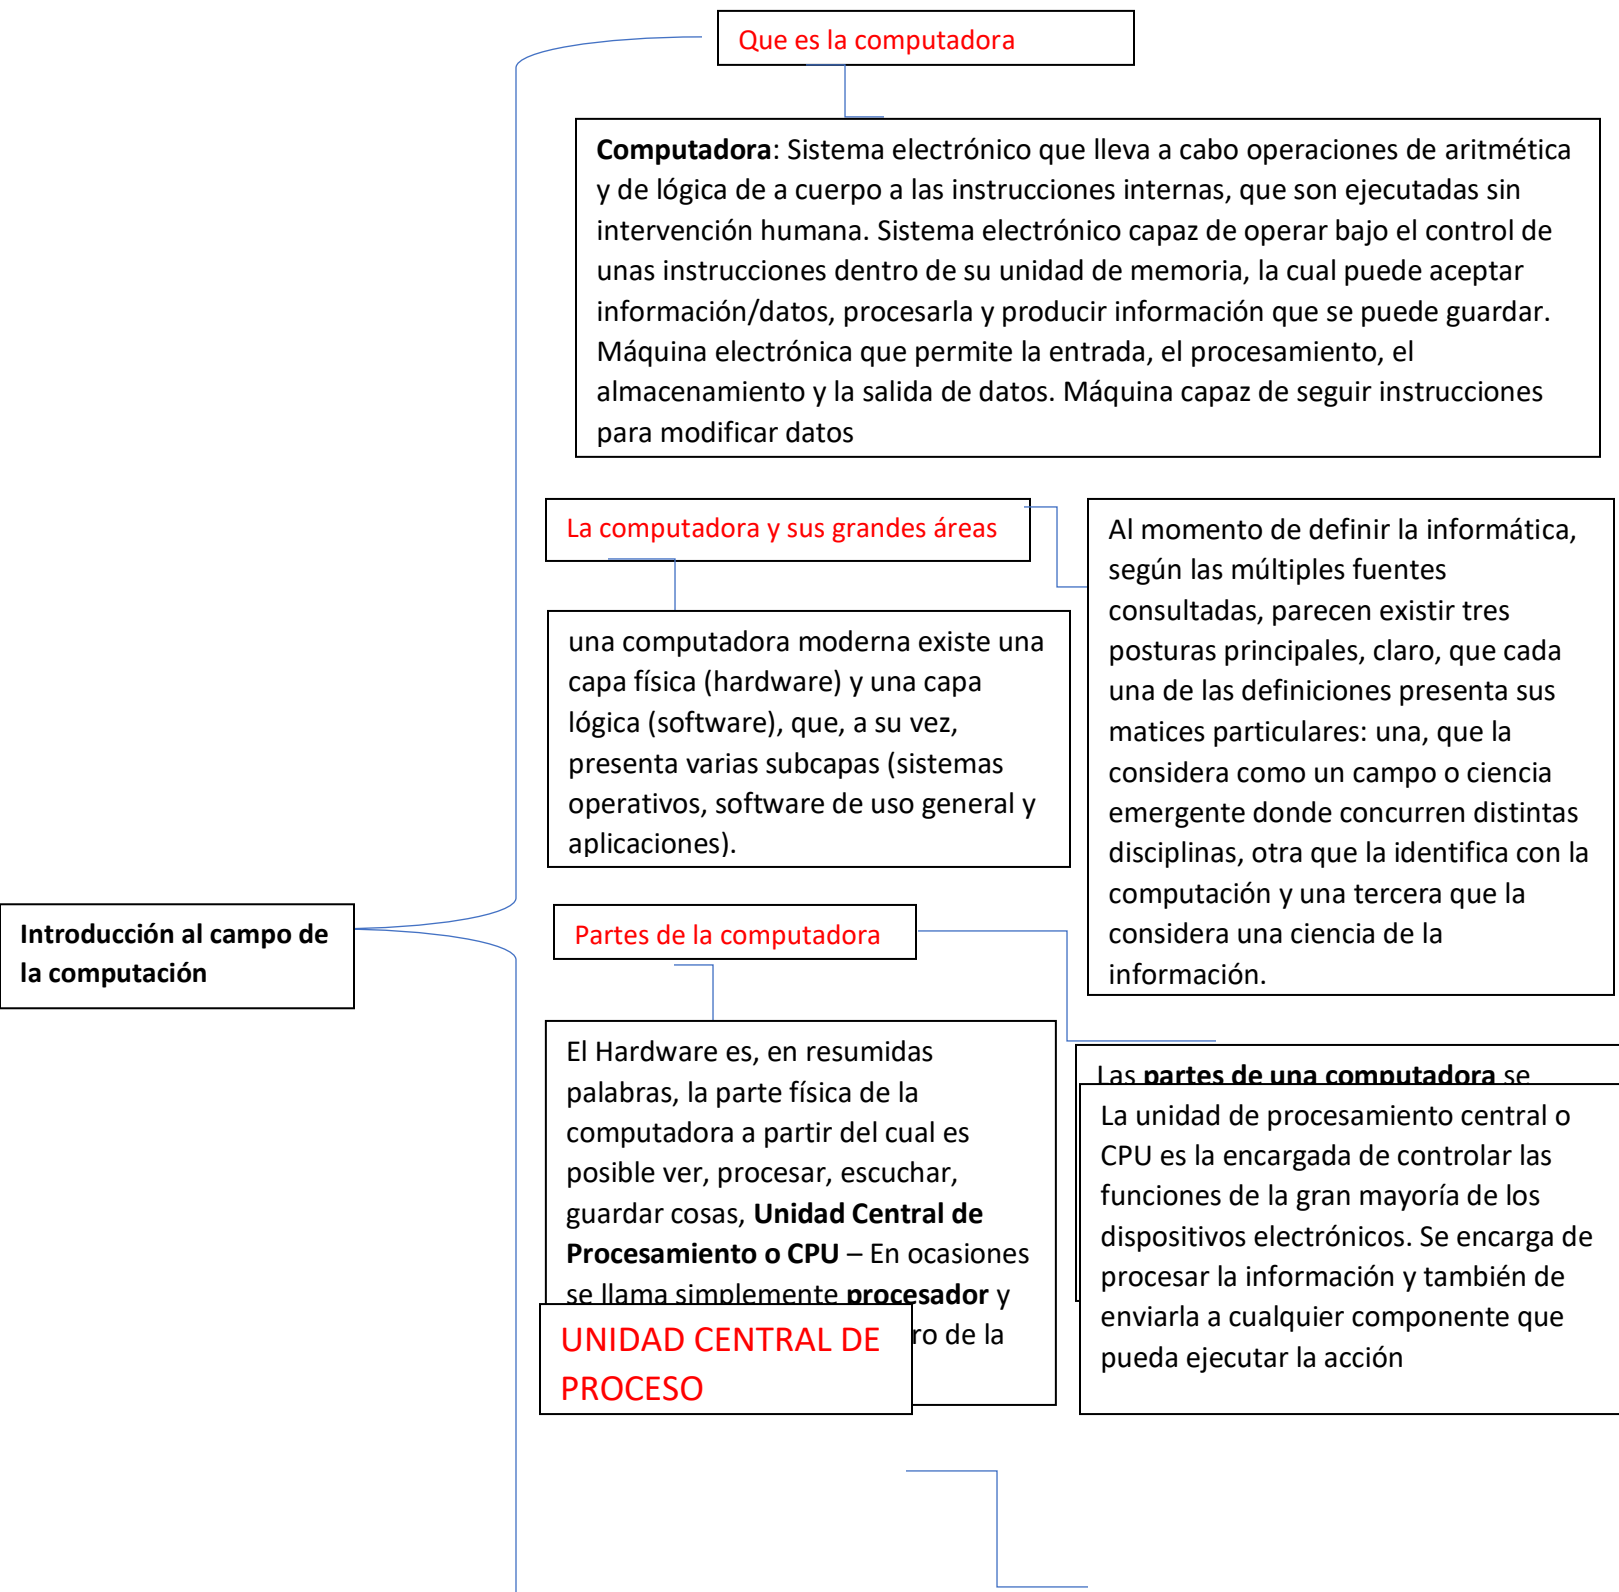 Que es la computadora
Computadora: Sistema electrónico que lleva a cabo operaciones de aritmética
y de lógica de a cuerpo a las instrucciones internas, que son ejecutadas sin
intervención humana. Sistema electrónico capaz de operar bajo el control de
unas instrucciones dentro de su unidad de memoria, la cual puede aceptar
información/datos, procesarla y producir información que se puede guardar.
Máquina electrónica que permite la entrada, el procesamiento, el
almacenamiento y la salida de datos. Máquina capaz de seguir instrucciones
para modificar datos
La computadora y sus grandes áreas
una computadora moderna existe una
capa física (hardware) y una capa
lógica (software), que, a su vez,
presenta varias subcapas (sistemas
operativos, software de uso general y
aplicaciones).
Al momento de definir la informática,
según las múltiples fuentes
consultadas, parecen existir tres
posturas principales, claro, que cada
una de las definiciones presenta sus
matices particulares: una, que la
considera como un campo o ciencia
emergente donde concurren distintas
disciplinas, otra que la identifica con la
computación y una tercera que la
considera una ciencia de la
información.
Introducción al campo de
la computación
Partes de la computadora
El Hardware es, en resumidas
palabras, la parte física de la
computadora a partir del cual es
posible ver, procesar, escuchar,
guardar cosas, Unidad Central de
Procesamiento o CPU – En ocasiones
se llama simplemente procesador y
ro de la
Las partes de una computadora se
La unidad de procesamiento central o
CPU es la encargada de controlar las
funciones de la gran mayoría de los
dispositivos electrónicos. Se encarga de
procesar la información y también de
enviarla a cualquier componente que
pueda ejecutar la acción
UNIDAD CENTRAL DE
PROCESO